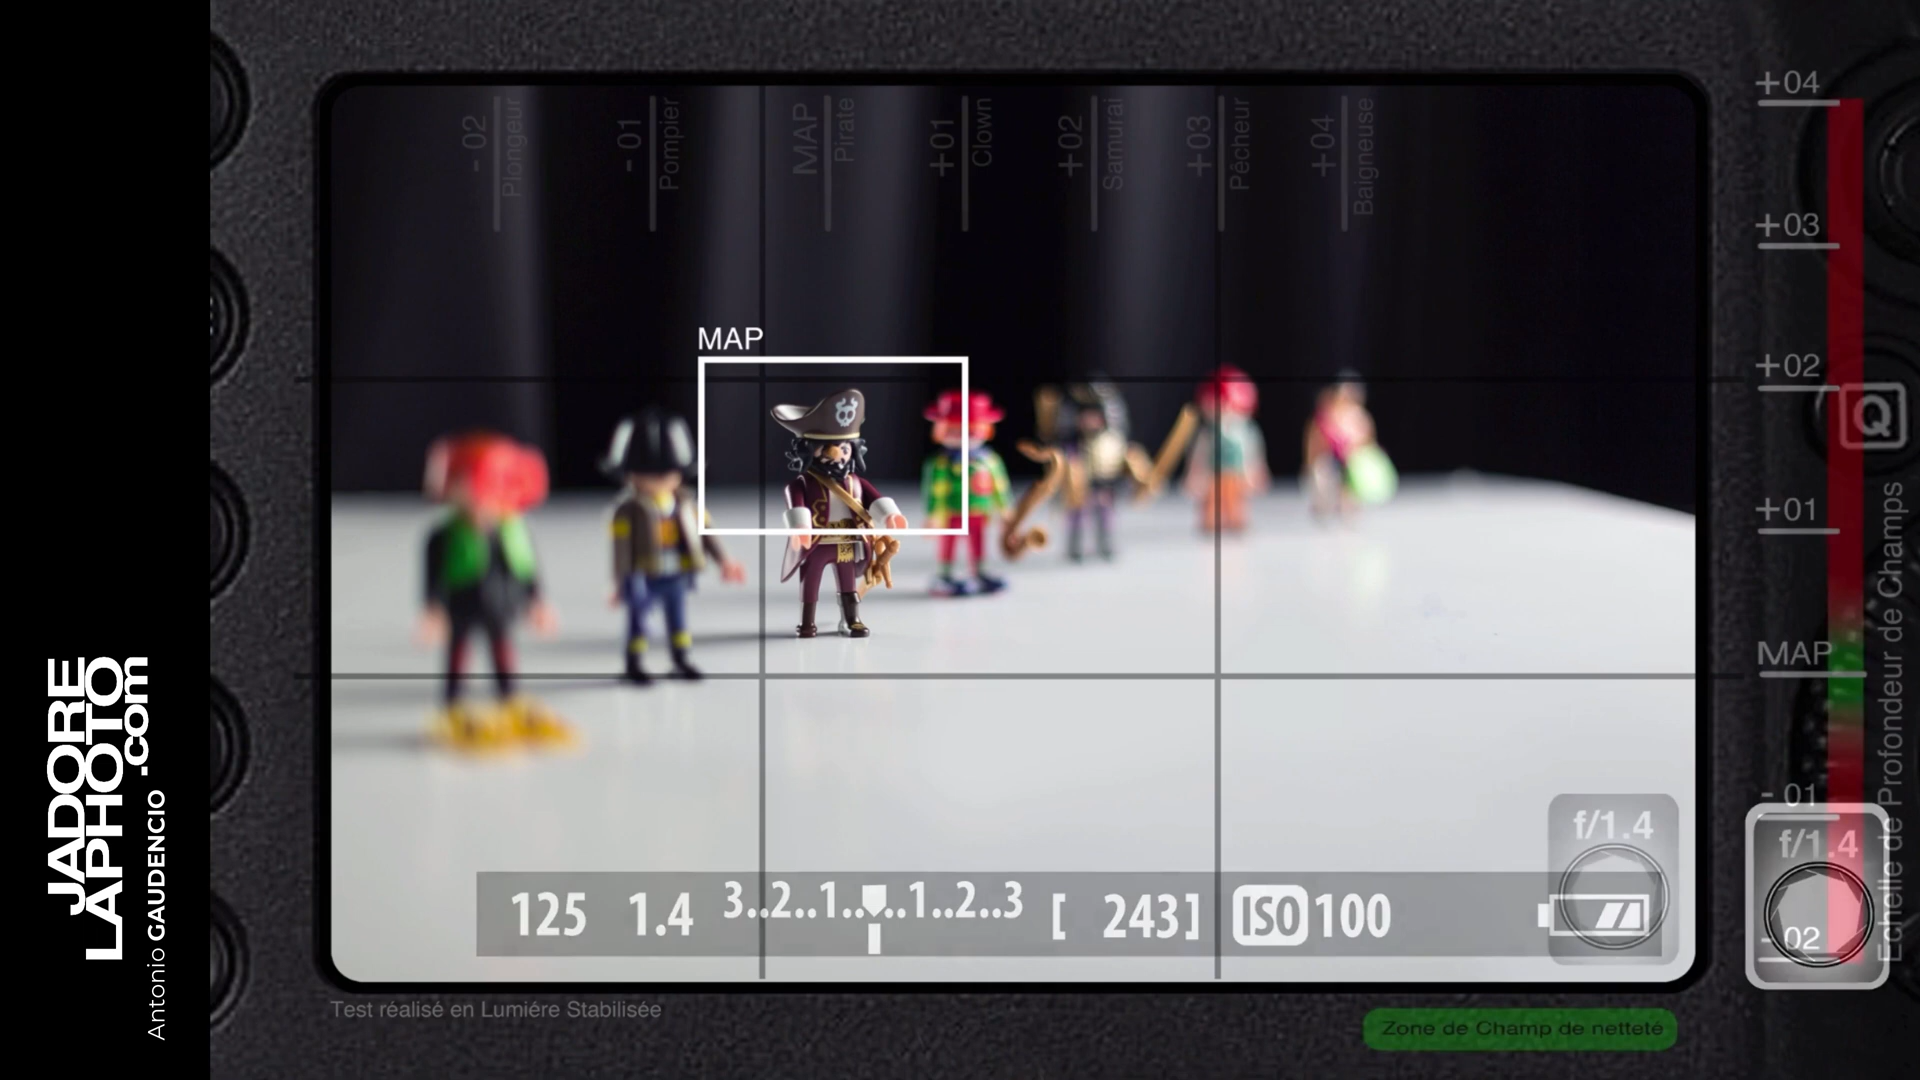 JADORE
LAPHOTO
.com
Antonio GAUDENCIO
- 02
Plongeur
- 01
Pompier
MAP
Pirate
+01
Clown
+02
Samurai
+03
Pêcheur
+04
Baigneuse
MAP
f/1.4
125 1.4 3..2..1..  ..1..2..3 [ 243] ISO 100
Test réalisé en Lumiére Stabilisée
Zone de Champ de netteté
+04
+03
+02
Q
+01
MAP
- 01
f/1.4
- 02
Echelle de Profondeur de Champs